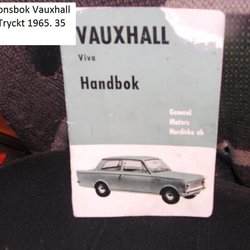 onsbok Vauxhall
Tryckt 1965. 35
VAUXHALL
Viva
Handbok
General
Motors
Nordiska ab